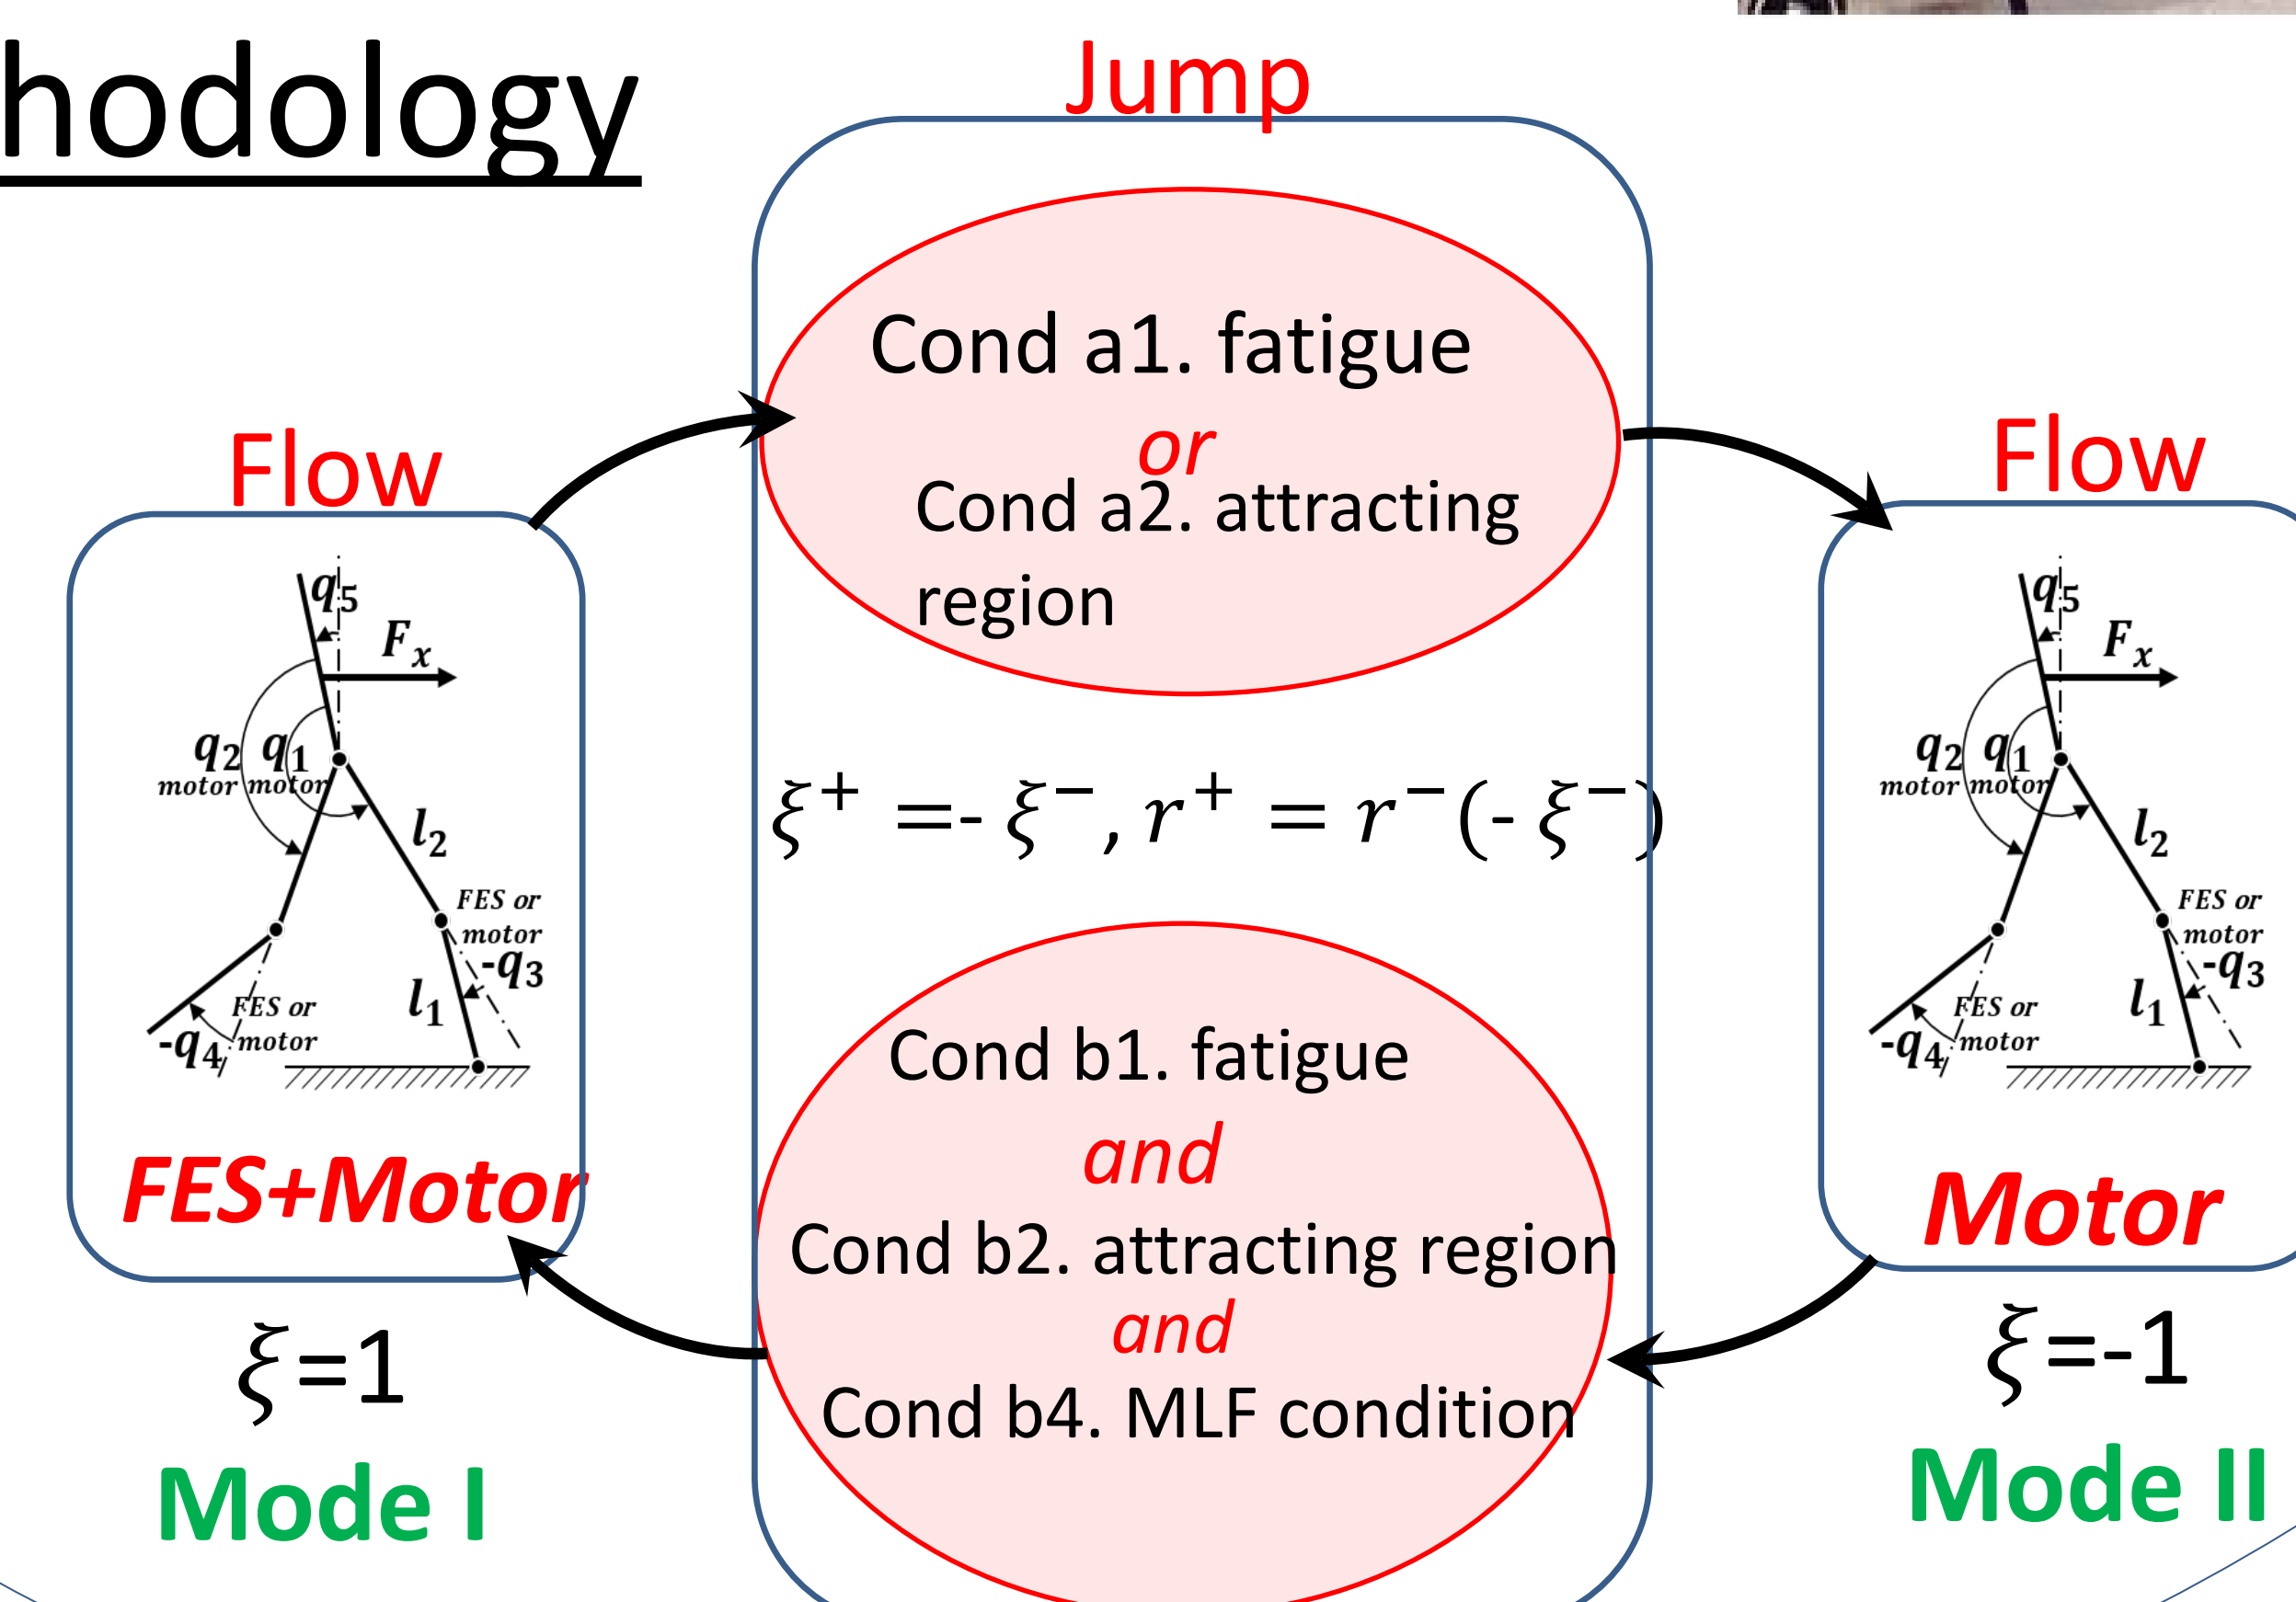 hodology
Jump
Cond a1. fatigue
or
Cond a2. attracting
region
ξ⁺ =- ξ⁻, r⁺ = r⁻(- ξ⁻)
Cond b1. fatigue
and
Cond b2. attracting region
and
Cond b4. MLF condition
Flow
q₅
Fₓ
q₂ q₁
motor motor
l₂
FES or
motor
-q₃
l₁
FES or
motor
-q₄
FES+Motor
ξ=1
Mode I
Flow
q₅
Fₓ
q₂ q₁
motor motor
l₂
FES or
motor
-q₃
l₁
FES or
motor
-q₄
Motor
ξ=-1
Mode II